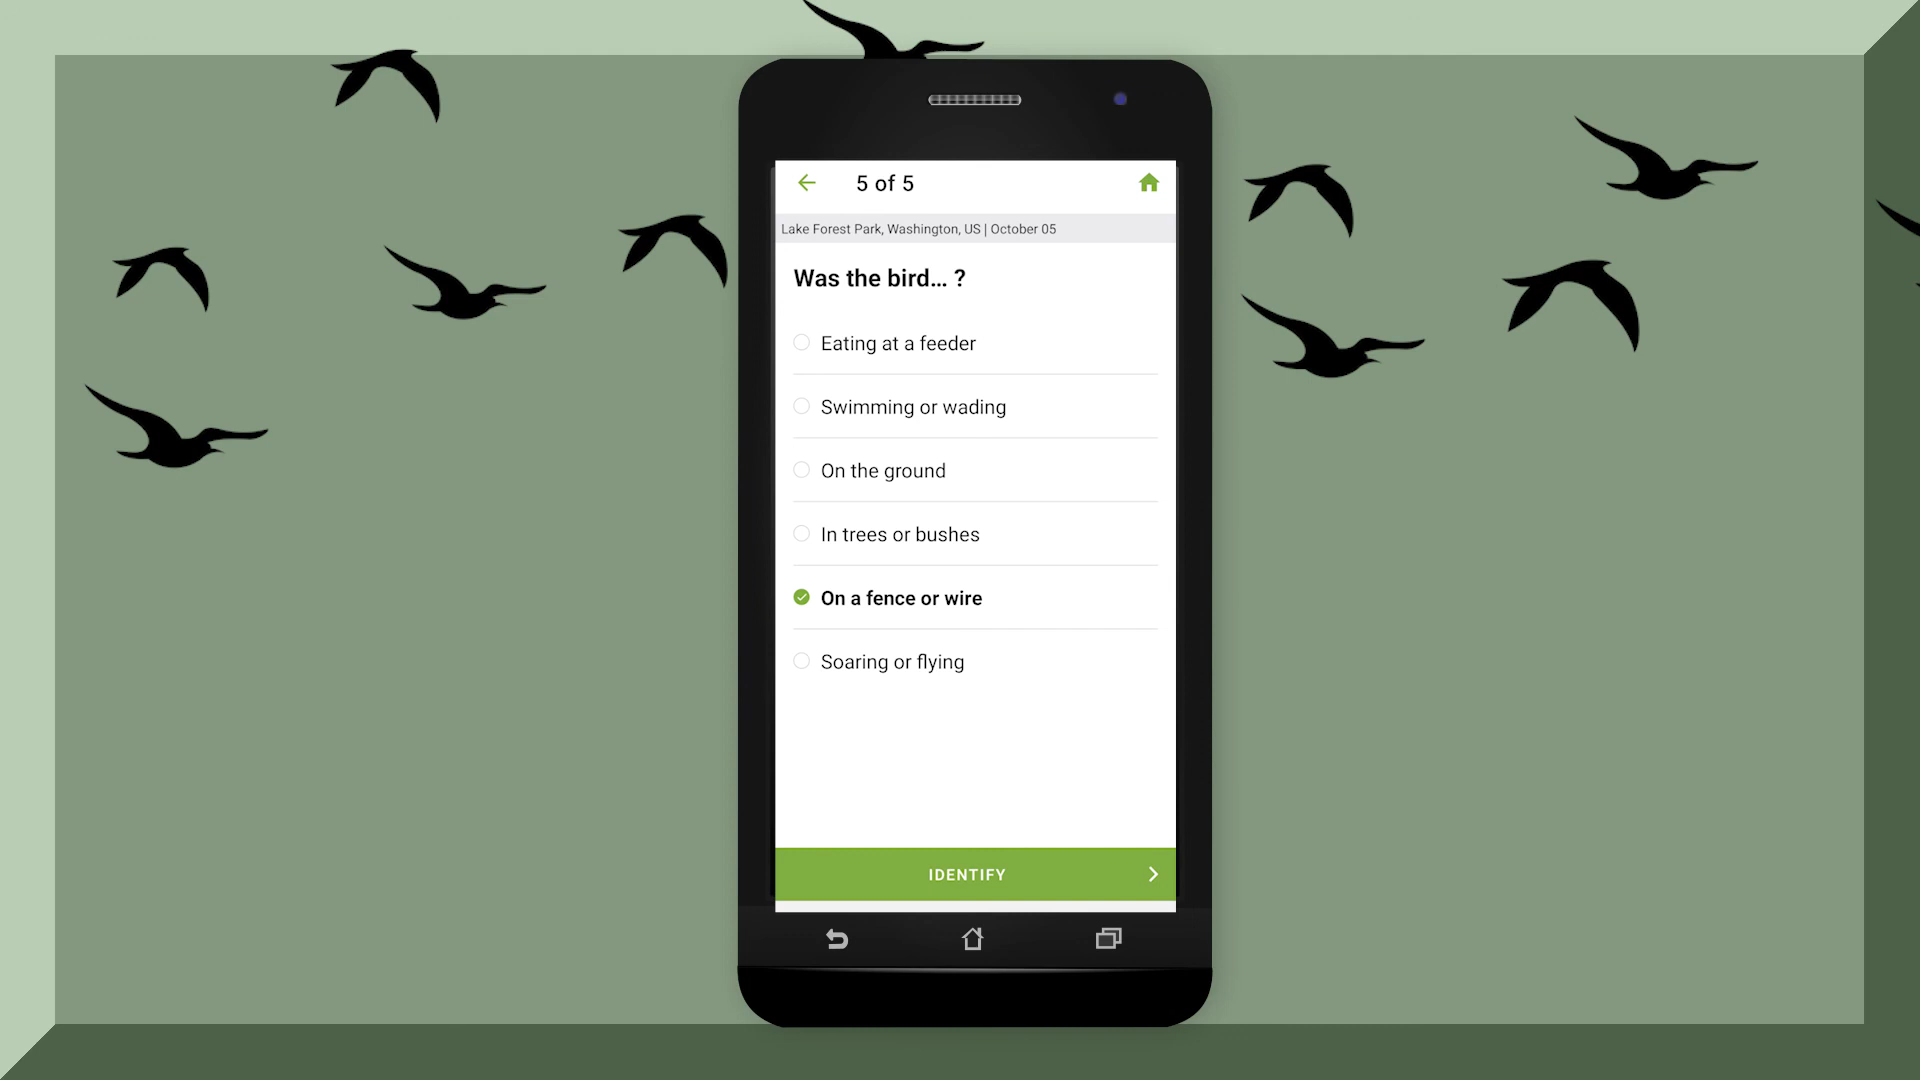 5 of 5
Lake Forest Park, Washington, US | October 05
Was the bird... ?
Eating at a feeder
Swimming or wading
On the ground
In trees or bushes
On a fence or wire
Soaring or flying
IDENTIFY